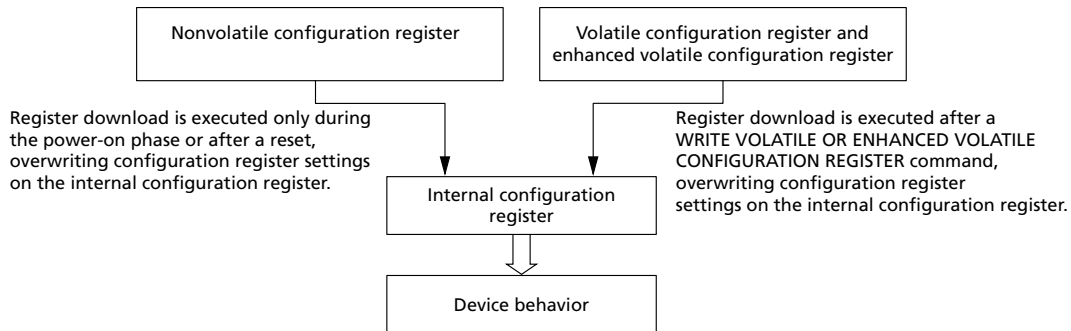 Nonvolatile configuration register
Volatile configuration register and
enhanced volatile configuration register
Register download is executed only during
the power-on phase or after a reset,
overwriting configuration register settings
on the internal configuration register.
Register download is executed after a
WRITE VOLATILE OR ENHANCED VOLATILE
CONFIGURATION REGISTER command,
overwriting configuration register
settings on the internal configuration register.
Internal configuration
register
Device behavior